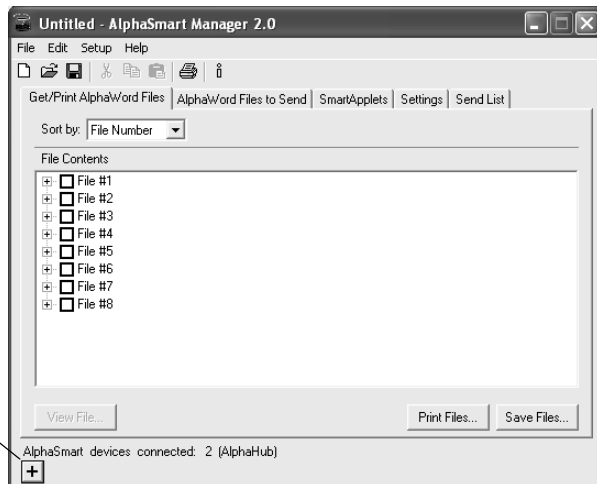 Untitled - AlphaSmart Manager 2.0
File Edit Setup Help
Get/Print AlphaWord Files AlphaWord Files to Send SmartApplets Settings Send List
Sort by: File Number
File Contents
File #1
File #2
File #3
File #4
File #5
File #6
File #7
File #8
View File... Print Files... Save Files...
AlphaSmart devices connected: 2 (AlphaHub)